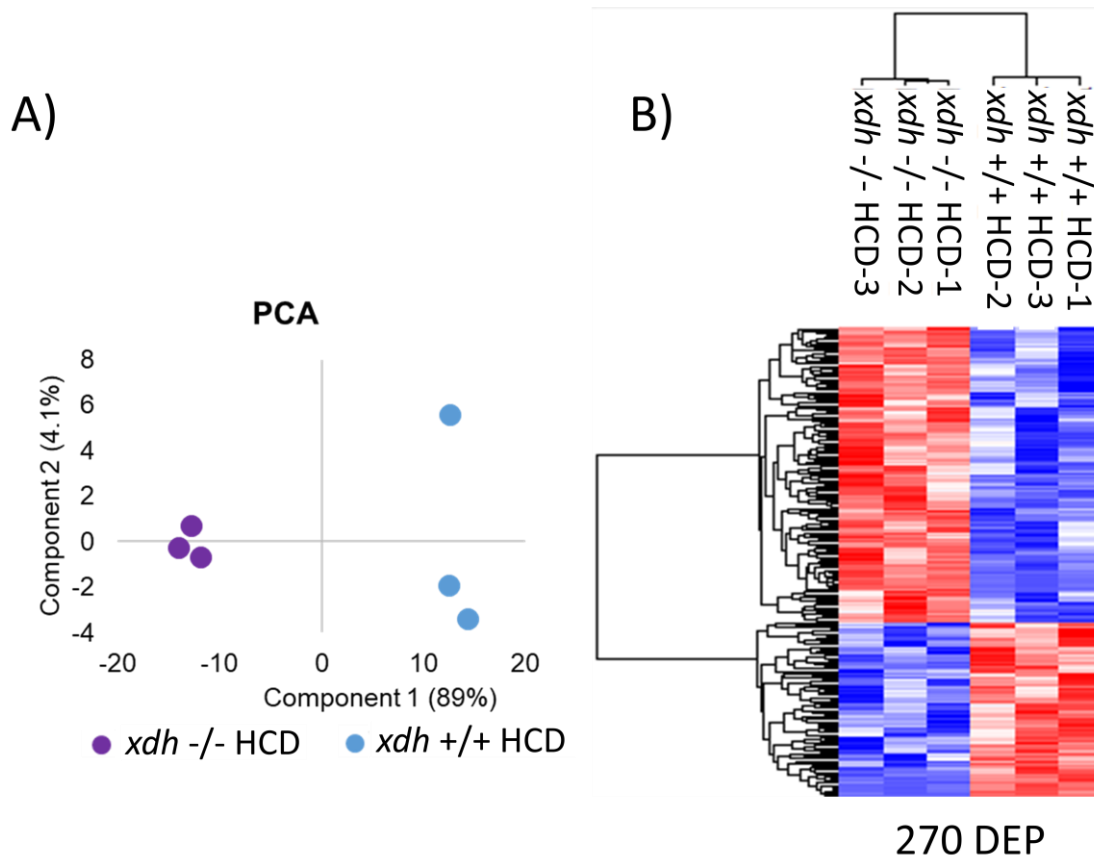 A)
PCA
Component 2 (4.1%)
8
6
4
2
0
-2
-4
-20
-10
0
10
20
Component 1 (89%)
xdh -/- HCD
xdh +/+ HCD
B)
xdh -/- HCD-3
xdh -/- HCD-2
xdh -/- HCD-1
xdh +/+ HCD-2
xdh +/+ HCD-3
xdh +/+ HCD-1
270 DEP